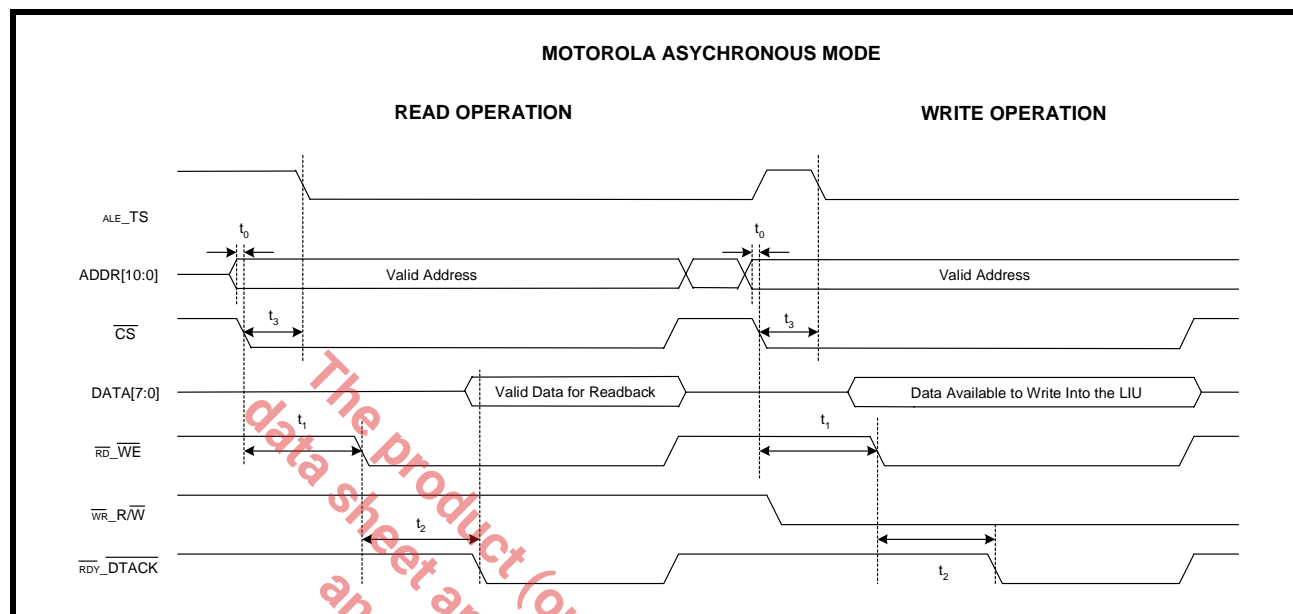 MOTOROLA ASYCHRONOUS MODE
READ OPERATION WRITE OPERATION
ALE_TS
t0 t0
ADDR[10:0] Valid Address Valid Address
CS t3 t3
DATA[7:0] Valid Data for Readback Data Available to Write Into the LIU
RD_WE t1 t1
WR_R/W
t2 t2
RDY_DTACK
The product (or
data sheet are
an